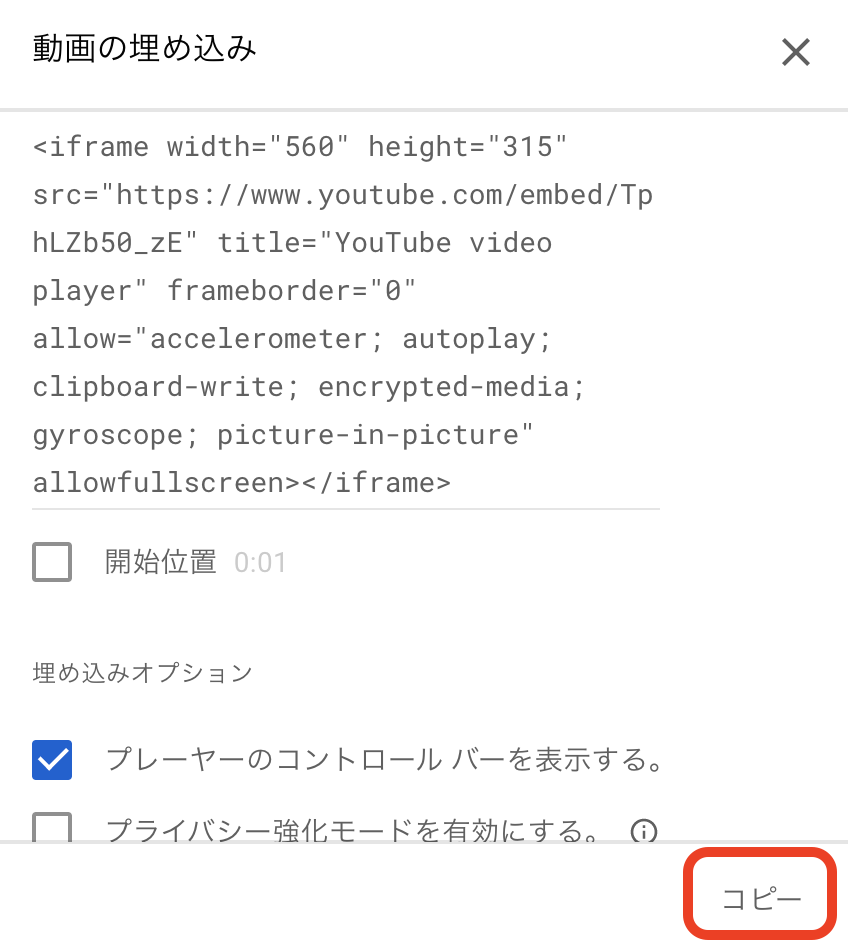 動画の埋め込み
<iframe width="560" height="315"
src="https://www.youtube.com/embed/Tp
hLZb50_zE" title="YouTube video
player" frameborder="0"
allow="accelerometer; autoplay;
clipboard-write; encrypted-media;
gyroscope; picture-in-picture"
allowfullscreen></iframe>
開始位置 0:01
埋め込みオプション
プレーヤーのコントロール バーを表示する。
プライバシー強化モードを有効にする。
コピー